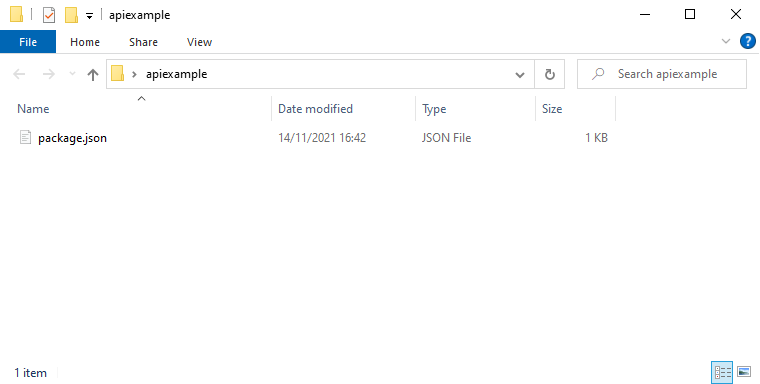 apiexample
File Home Share View
apiexample Search apiexample
Name Date modified Type Size
package.json 14/11/2021 16:42 JSON File 1 KB
1 item